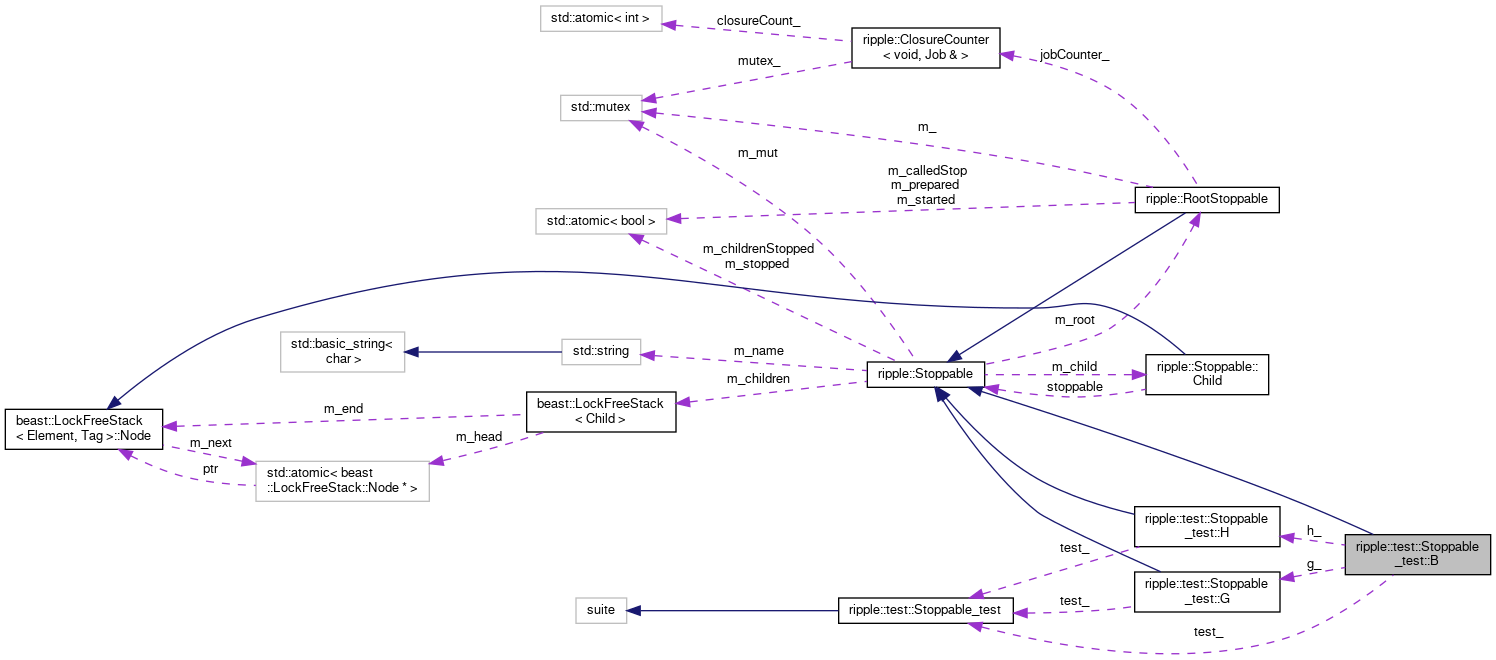 std::atomic< int >
closureCount_
ripple::ClosureCounter
< void, Job & >
jobCounter_
mutex_
std::mutex
m_
m_mut
m_calledStop
m_prepared
m_started
ripple::RootStoppable
std::atomic< bool >
m_childrenStopped
m_stopped
m_root
std::basic_string<
char >
std::string
m_name
ripple::Stoppable
m_child
stoppable
ripple::Stoppable::
Child
m_children
beast::LockFreeStack
< Child >
m_end
beast::LockFreeStack
< Element, Tag >::Node
m_next
ptr
m_head
std::atomic< beast
::LockFreeStack::Node * >
ripple::test::Stoppable
_test::H
h_
ripple::test::Stoppable
_test::B
test_
g_
ripple::test::Stoppable
_test::G
test_
suite
ripple::test::Stoppable_test
test_